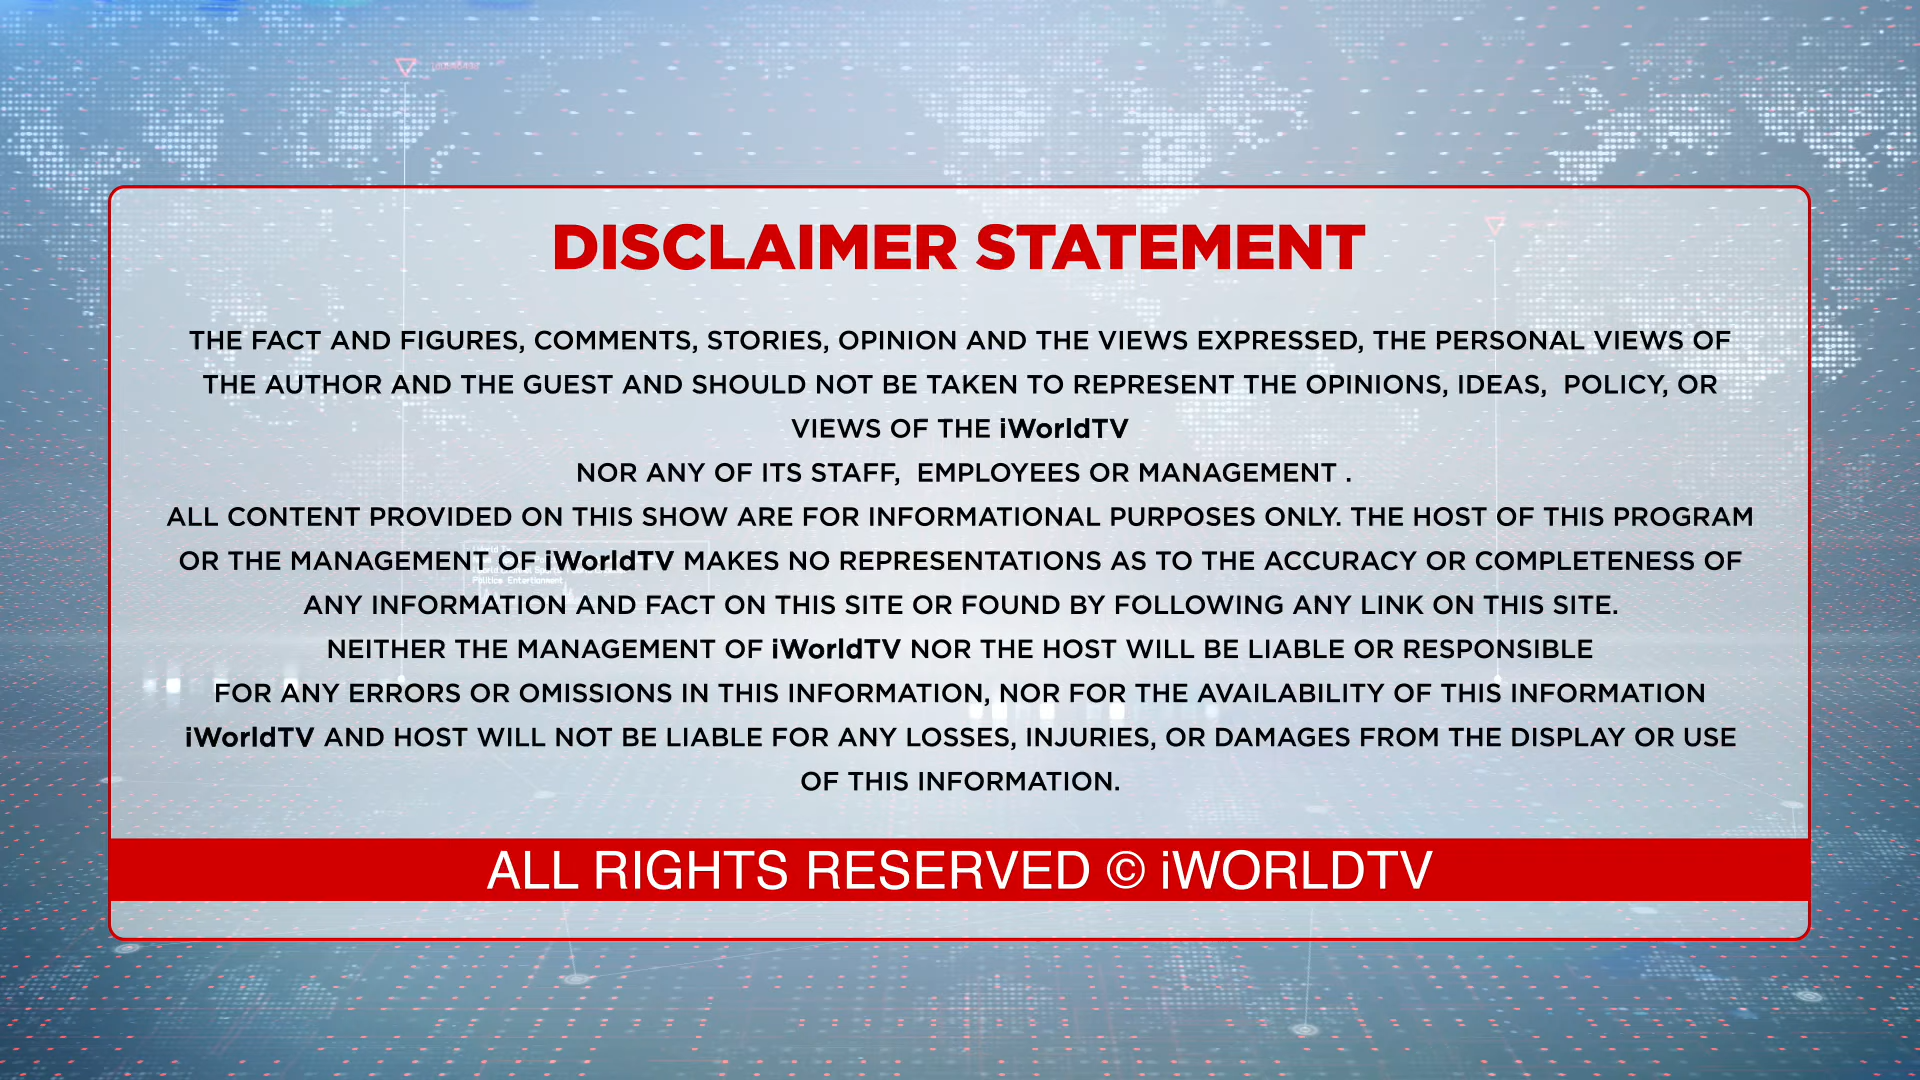 DISCLAIMER STATEMENT
THE FACT AND FIGURES, COMMENTS, STORIES, OPINION AND THE VIEWS EXPRESSED, THE PERSONAL VIEWS OF
THE AUTHOR AND THE GUEST AND SHOULD NOT BE TAKEN TO REPRESENT THE OPINIONS, IDEAS, POLICY, OR
VIEWS OF THE iWorldTV
NOR ANY OF ITS STAFF, EMPLOYEES OR MANAGEMENT .
ALL CONTENT PROVIDED ON THIS SHOW ARE FOR INFORMATIONAL PURPOSES ONLY. THE HOST OF THIS PROGRAM
OR THE MANAGEMENT OF iWorldTV MAKES NO REPRESENTATIONS AS TO THE ACCURACY OR COMPLETENESS OF
Politice Entertionment
ANY INFORMATION AND FACT ON THIS SITE OR FOUND BY FOLLOWING ANY LINK ON THIS SITE.
NEITHER THE MANAGEMENT OF iWorldTV NOR THE HOST WILL BE LIABLE OR RESPONSIBLE
FOR ANY ERRORS OR OMISSIONS IN THIS INFORMATION, NOR FOR THE AVAILABILITY OF THIS INFORMATION
iWorldTV AND HOST WILL NOT BE LIABLE FOR ANY LOSSES, INJURIES, OR DAMAGES FROM THE DISPLAY OR USE
OF THIS INFORMATION.
ALL RIGHTS RESERVED © iWORLDTV